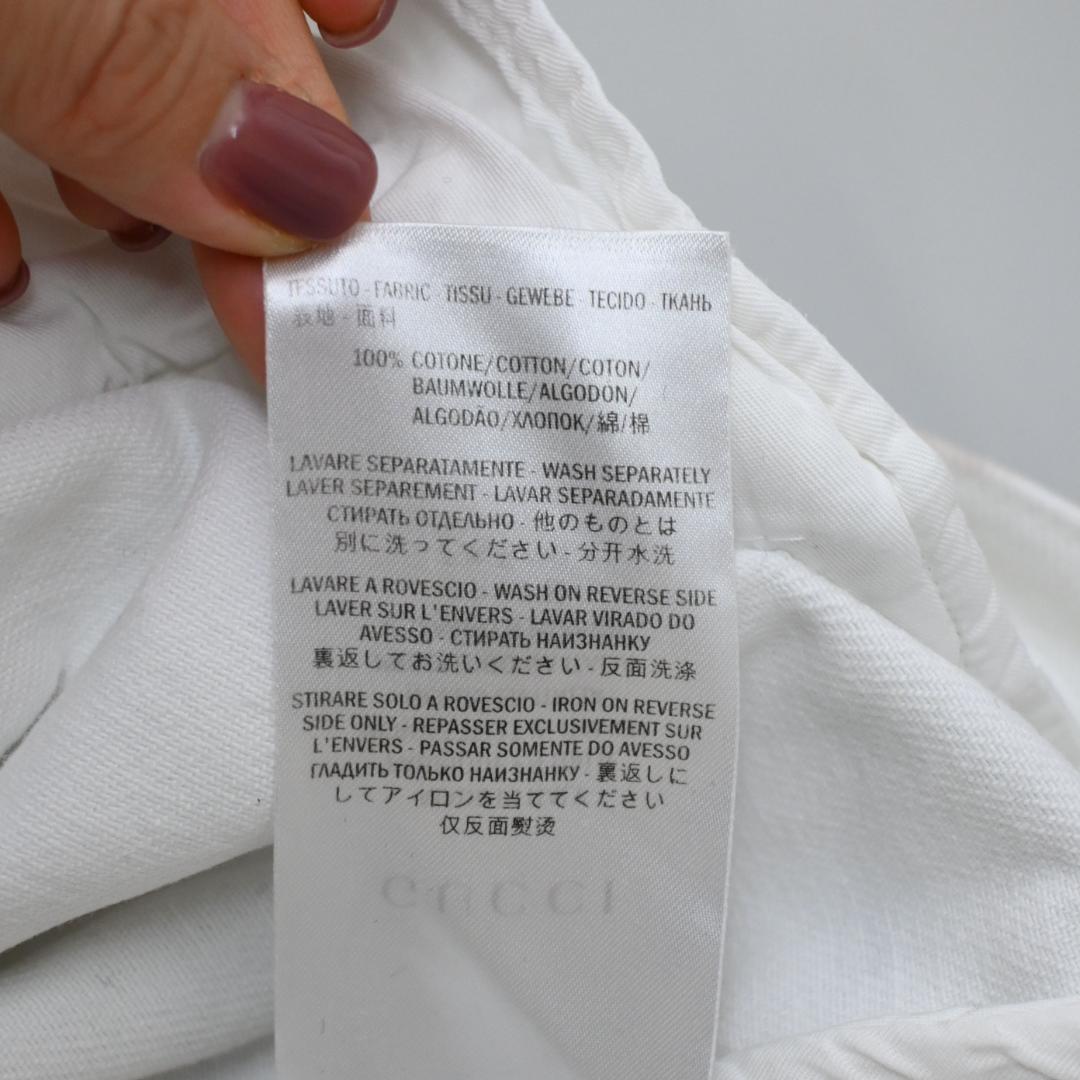 TESSUTO - FABRIC - TISSU - GEWEBE - TECIDO - ТКАНЬ
表地 - 面料
100% COTONE/COTTON/COTON/
BAUMWOLLE/ALGODON/
ALGODÃO/ХЛОПОК/綿/棉
LAVARE SEPARATAMENTE - WASH SEPARATELY
LAVER SEPAREMENT - LAVAR SEPARADAMENTE
СТИРАТЬ ОТДЕЛЬНО - 他のものとは
別に洗ってください - 分开水洗
LAVARE A ROVESCIO - WASH ON REVERSE SIDE
LAVER SUR L'ENVERS - LAVAR VIRADO DO
AVESSO - СТИРАТЬ НАИЗНАНКУ
裏返してお洗いください - 反面洗涤
STIRARE SOLO A ROVESCIO - IRON ON REVERSE
SIDE ONLY - REPASSER EXCLUSIVEMENT SUR
L'ENVERS - PASSAR SOMENTE DO AVESSO
ГЛАДИТЬ ТОЛЬКО НАИЗНАНКУ - 裏返しに
してアイロンを当ててください
仅反面熨烫
GUCCI